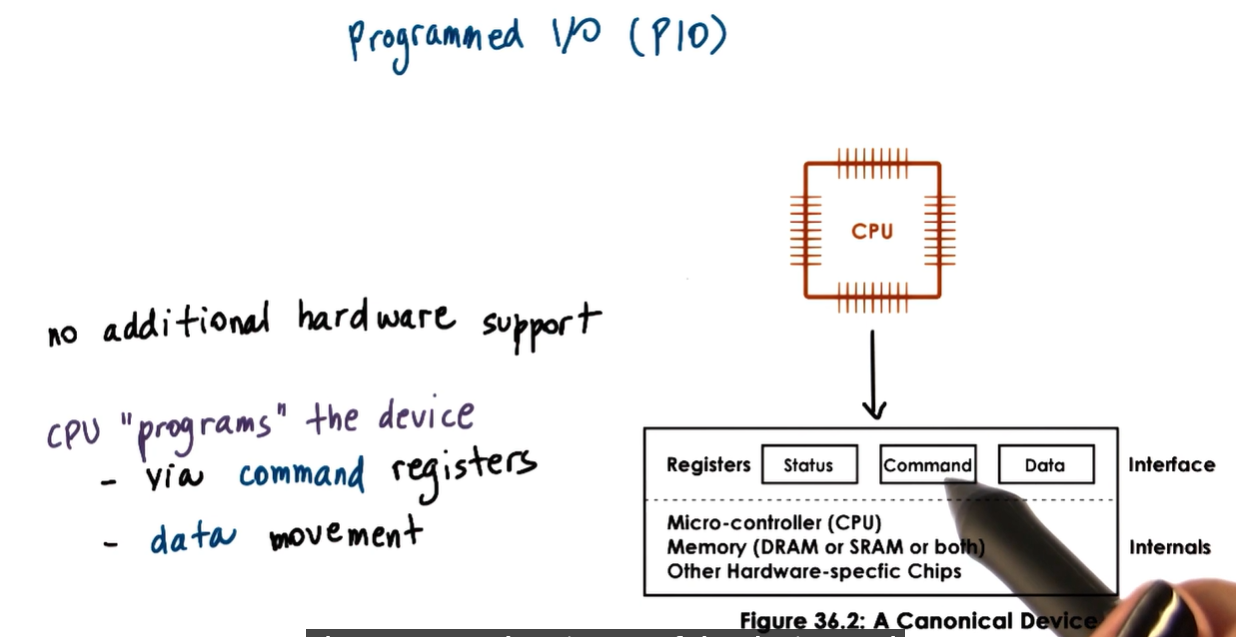 Programmed I/O (PIO)
CPU
no additional hardware support
CPU "programs" the device
- via command registers
- data movement
Registers Status Command Data Interface
Micro-controller (CPU)
Memory (DRAM or SRAM or both) Internals
Other Hardware-specfic Chips
Figure 36.2: A Canonical Device